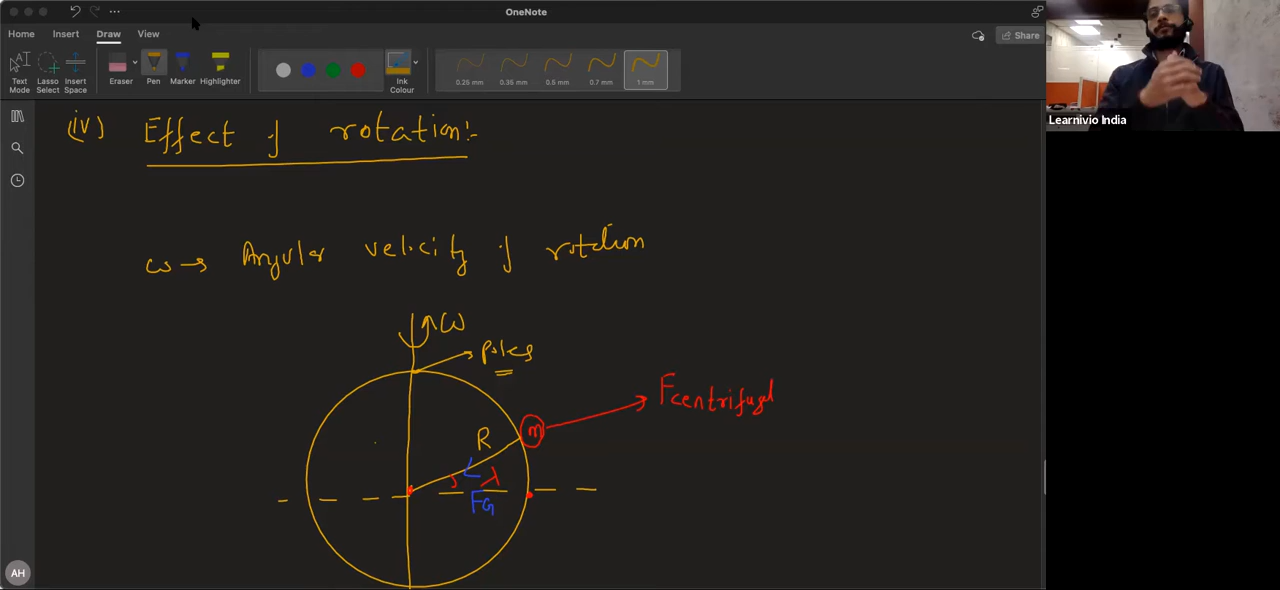 OneNote
Home Insert Draw View
Share
Text Mode
Lasso Select
Insert Space
Eraser
Pen
Marker
Highlighter
Ink Colour
0.25 mm 0.35 mm 0.5 mm 0.7 mm 1 mm
Learnivio India
(iv) Effect of rotation:-
ω → Angular velocity of rotation
ω
poles
Fcentrifugal
m
R
λ
FG
AH